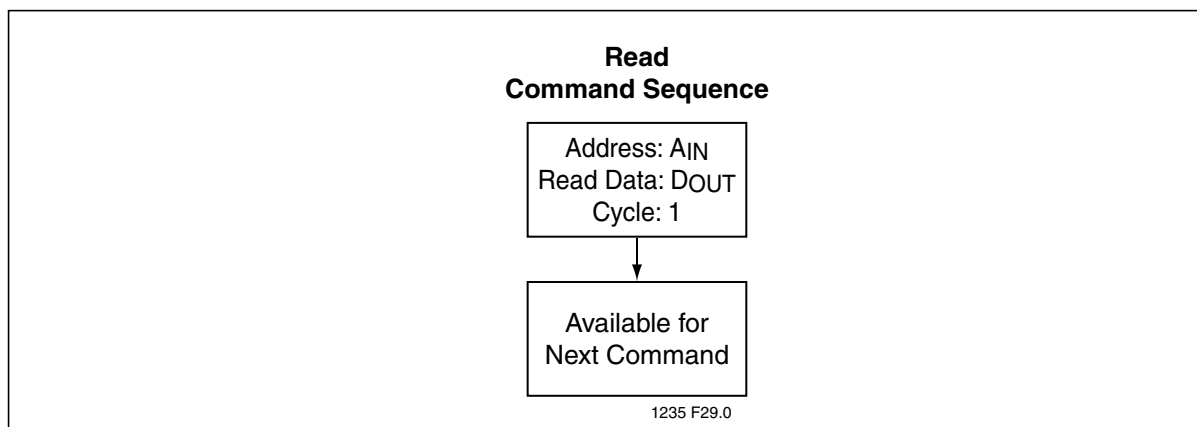 Read
Command Sequence
Address: AIN
Read Data: DOUT
Cycle: 1
Available for
Next Command
1235 F29.0